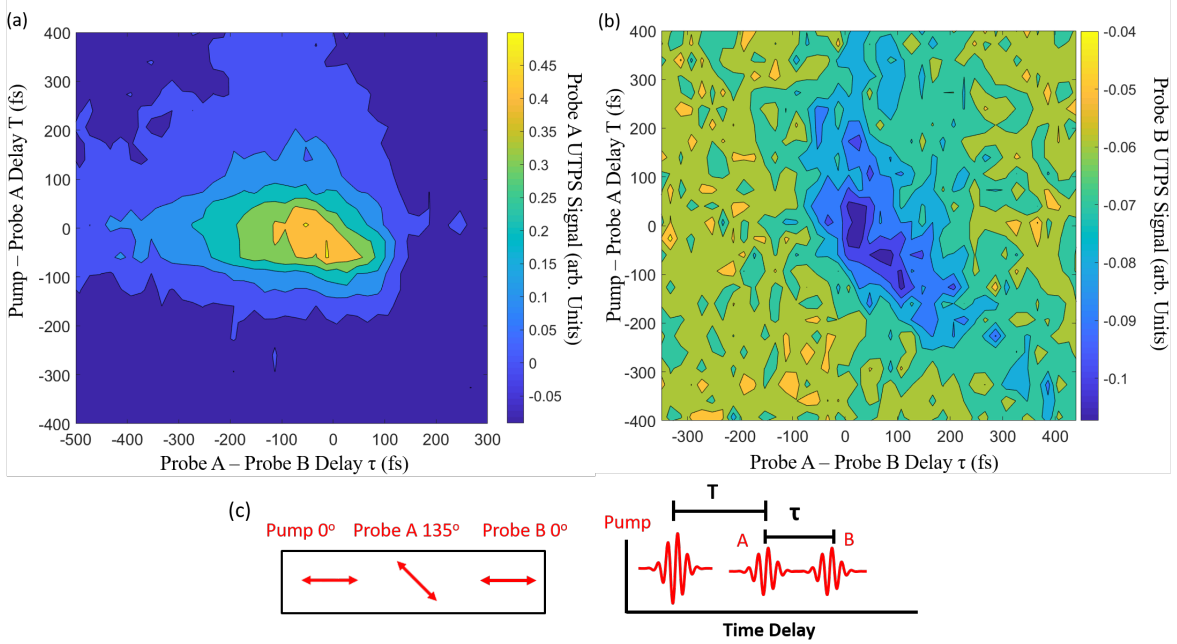 (a)
400
300
200
100
0
-100
-200
-300
-400
Pump – Probe A Delay T (fs)
-500 -400 -300 -200 -100 0 100 200 300
Probe A – Probe B Delay τ (fs)
0.45
0.4
0.35
0.3
0.25
0.2
0.15
0.1
0.05
0
-0.05
Probe A UTPS Signal (arb. Units)
(b)
400
300
200
100
0
-100
-200
-300
-400
Pump – Probe A Delay T (fs)
-300 -200 -100 0 100 200 300 400
Probe A – Probe B Delay τ (fs)
-0.04
-0.05
-0.06
-0.07
-0.08
-0.09
-0.1
Probe B UTPS Signal (arb. Units)
(c)
Pump 0º Probe A 135º Probe B 0º
T
τ
Pump
A B
Time Delay